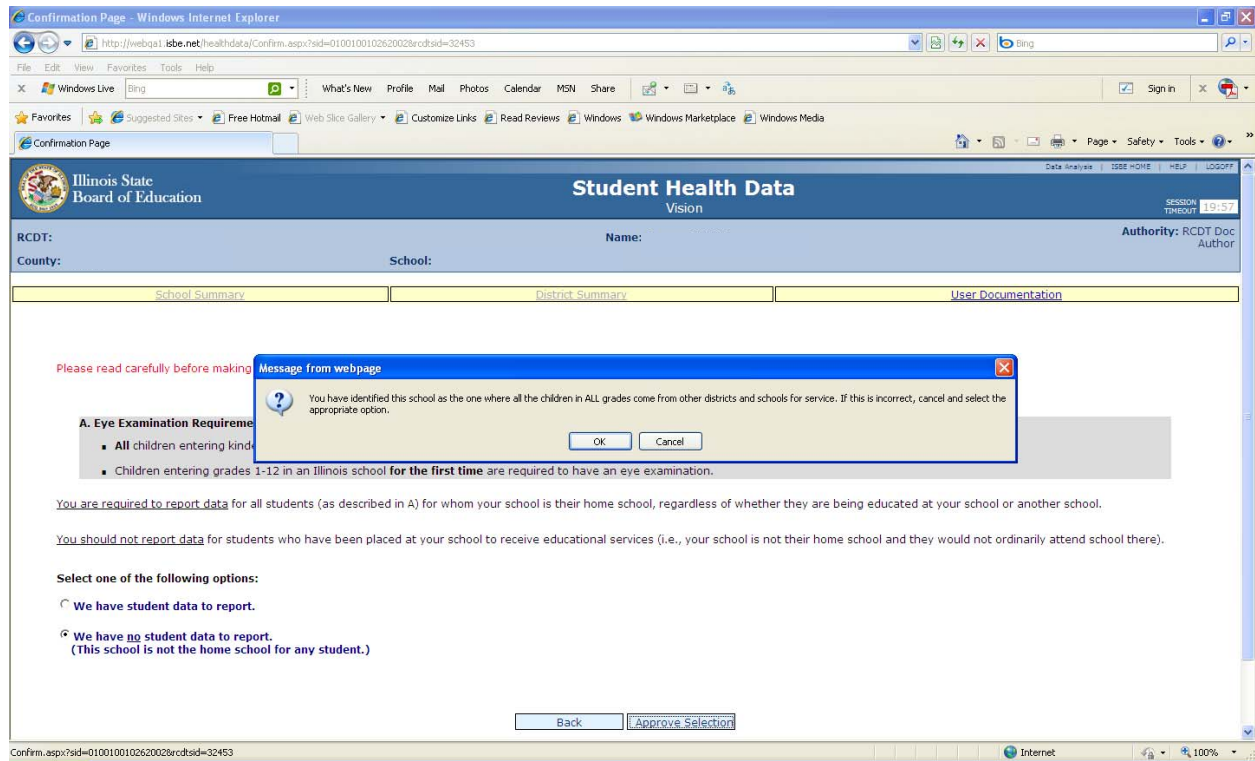 Confirmation Page - Windows Internet Explorer
http://webqa1.isbe.net/healthdata/Confirm.aspx?sid=010010010262002&rcdtsid=32453
Bing
File Edit View Favorites Tools Help
X Windows Live Bing What's New Profile Mail Photos Calendar MSN Share Sign in X
Favorites Suggested Sites Free Hotmail Web Slice Gallery Customize Links Read Reviews Windows Windows Marketplace Windows Media
Confirmation Page Page Safety Tools »
Data Analysis | ISBE HOME | HELP | LOGOFF
Illinois State
Board of Education
Student Health Data
Vision
SESSION
TIMEOUT 19:57
RCDT: Name: Authority: RCDT Doc
Author
County: School:
School Summary District Summary User Documentation
Please read carefully before making
Message from webpage
You have identified this school as the one where all the children in ALL grades come from other districts and schools for service. If this is incorrect, cancel and select the
appropriate option.
OK Cancel
A. Eye Examination Requireme
▪ All children entering kinde
▪ Children entering grades 1-12 in an Illinois school for the first time are required to have an eye examination.
You are required to report data for all students (as described in A) for whom your school is their home school, regardless of whether they are being educated at your school or another school.
You should not report data for students who have been placed at your school to receive educational services (i.e., your school is not their home school and they would not ordinarily attend school there).
Select one of the following options:
We have student data to report.
We have no student data to report.
(This school is not the home school for any student.)
Back Approve Selection
Confirm.aspx?sid=010010010262002&rcdtsid=32453 Internet 100%